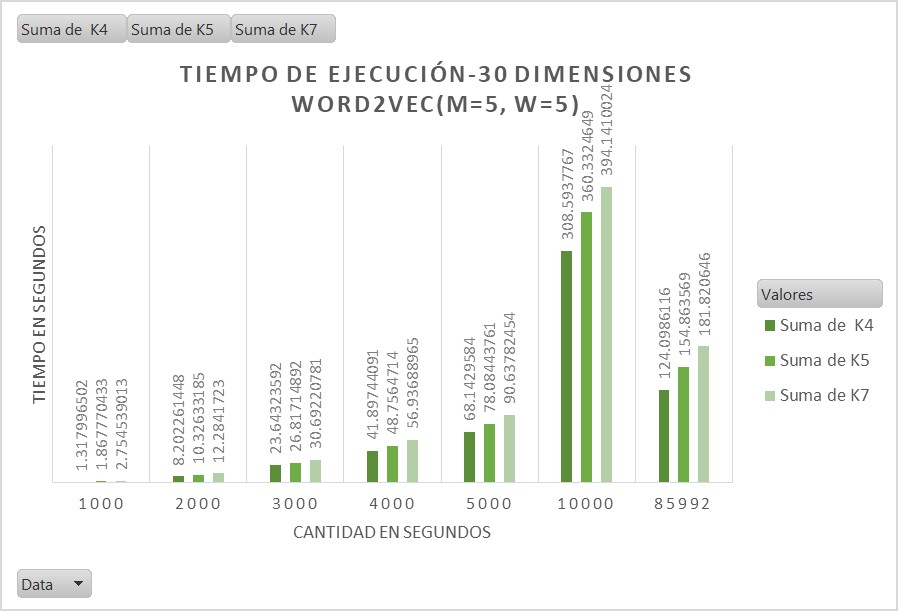 Suma de  K4
Suma de K5
Suma de K7
TIEMPO DE EJECUCIÓN-30 DIMENSIONES
WORD2VEC(M=5, W=5)
TIEMPO EN SEGUNDOS
1.317996502
1.867770433
2.754539013
8.202261448
10.32633185
12.2841723
23.64323592
26.81714892
30.69220781
41.89744091
48.7564714
56.93688965
68.1429584
78.08443761
90.63782454
308.5937767
360.3324649
394.1410024
124.0986116
154.863569
181.820646
1000
2000
3000
4000
5000
10000
85992
CANTIDAD EN SEGUNDOS
Valores
Suma de  K4
Suma de K5
Suma de K7
Data